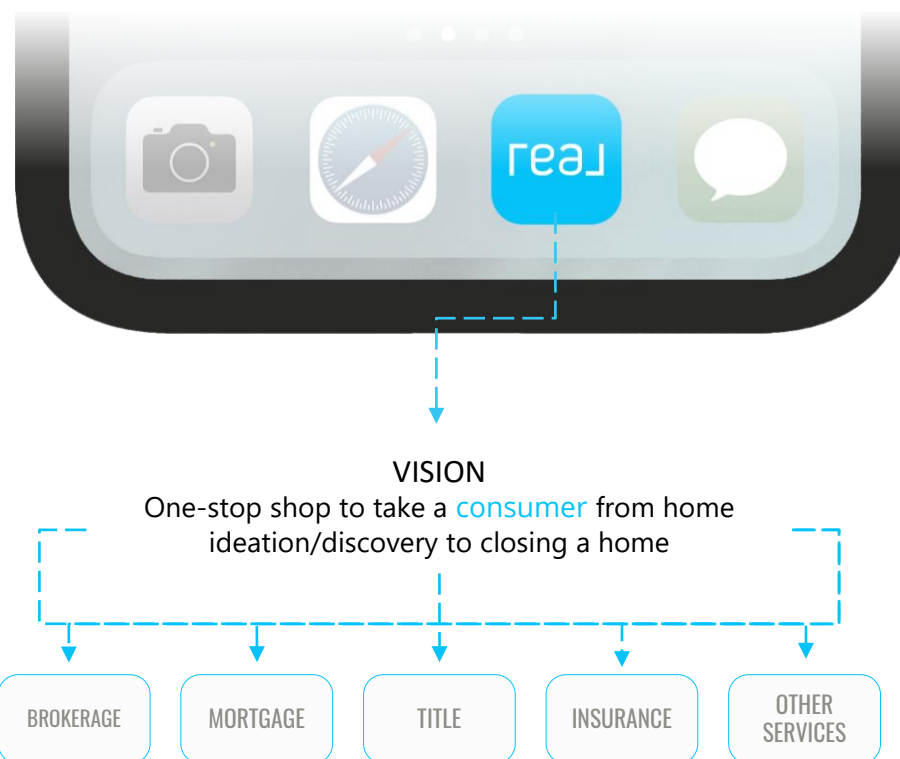 real
VISION
One-stop shop to take a consumer from home
ideation/discovery to closing a home
BROKERAGE
MORTGAGE
TITLE
INSURANCE
OTHER
SERVICES